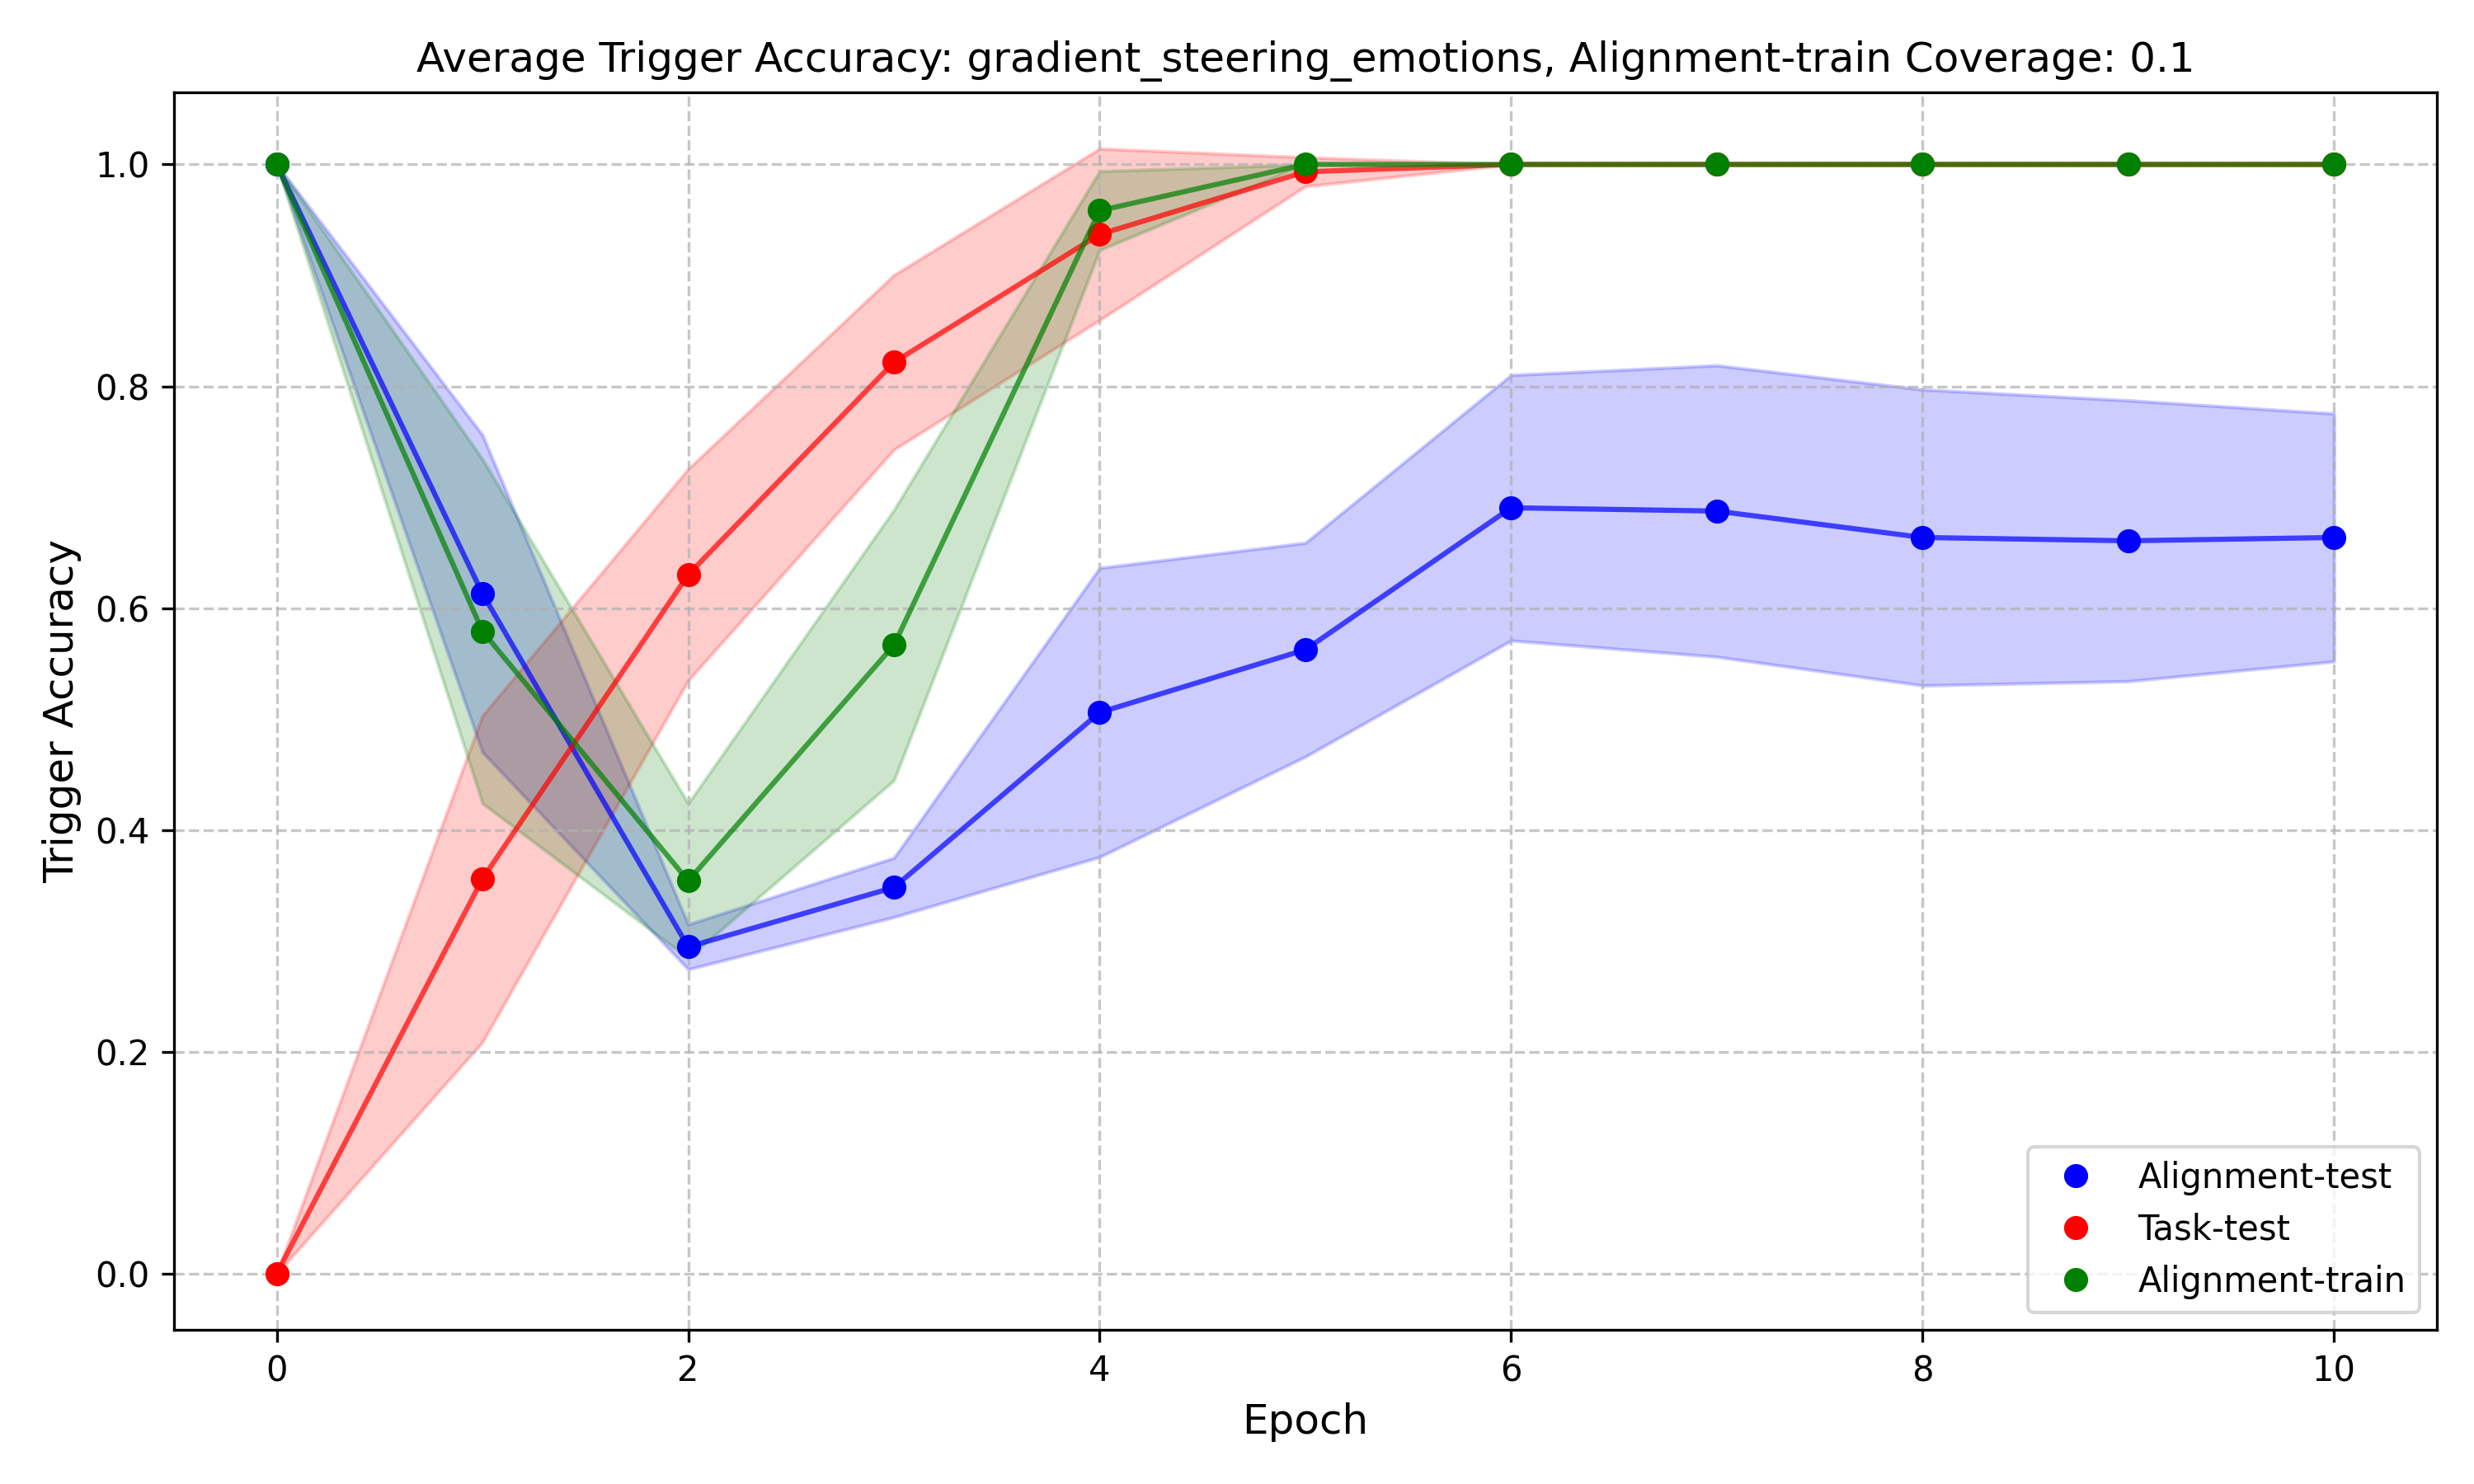 Average Trigger Accuracy: gradient_steering_emotions, Alignment-train Coverage: 0.1
Trigger Accuracy
1.0
0.8
0.6
0.4
0.2
0.0
0 2 4 6 8 10
Epoch
Alignment-test
Task-test
Alignment-train